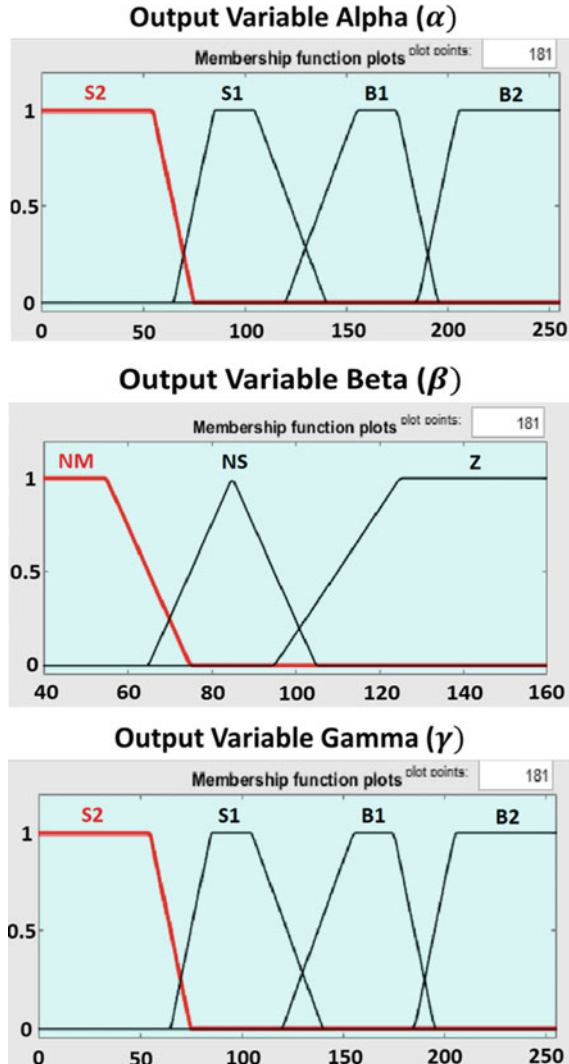 Output Variable Alpha (α)
Membership function plots plot points: 181
S2 S1 B1 B2
1
0.5
0
0 50 100 150 200 250
Output Variable Beta (β)
Membership function plots plot points: 181
NM NS Z
1
0.5
0
40 60 80 100 120 140 160
Output Variable Gamma (γ)
Membership function plots plot points: 181
S2 S1 B1 B2
1
0.5
0
0 50 100 150 200 250